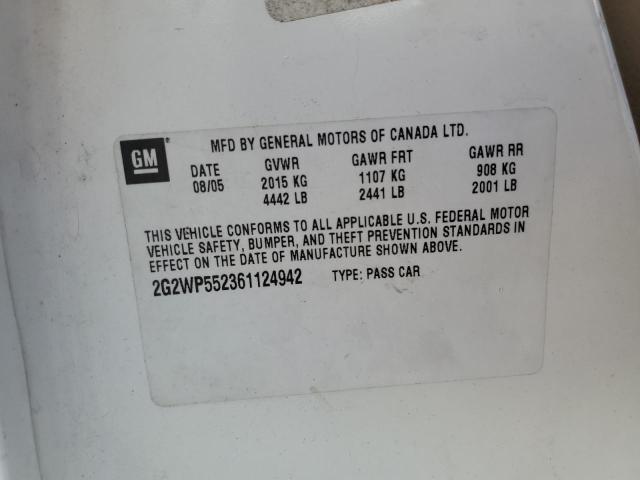 GM
MFD BY GENERAL MOTORS OF CANADA LTD.
DATE GVWR GAWR FRT GAWR RR
08/05 2015 KG 1107 KG 908 KG
4442 LB 2441 LB 2001 LB
THIS VEHICLE CONFORMS TO ALL APPLICABLE U.S. FEDERAL MOTOR
VEHICLE SAFETY, BUMPER, AND THEFT PREVENTION STANDARDS IN
EFFECT ON THE DATE OF MANUFACTURE SHOWN ABOVE.
2G2WP552361124942 TYPE: PASS CAR